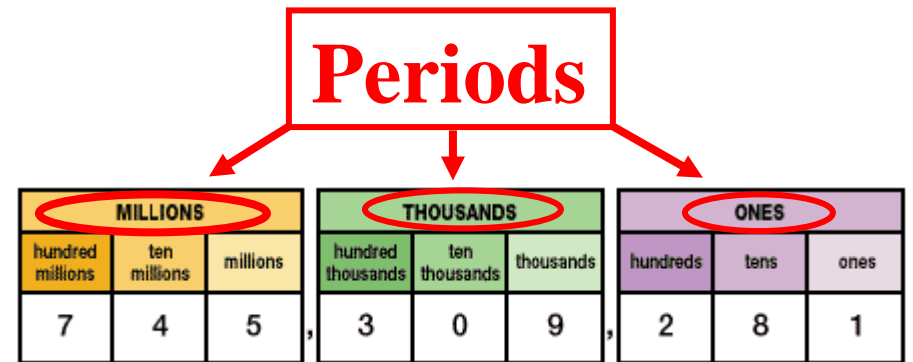 Periods
MILLIONS THOUSANDS ONES
hundred millions ten millions millions hundred thousands ten thousands thousands hundreds tens ones
7 4 5 , 3 0 9 , 2 8 1